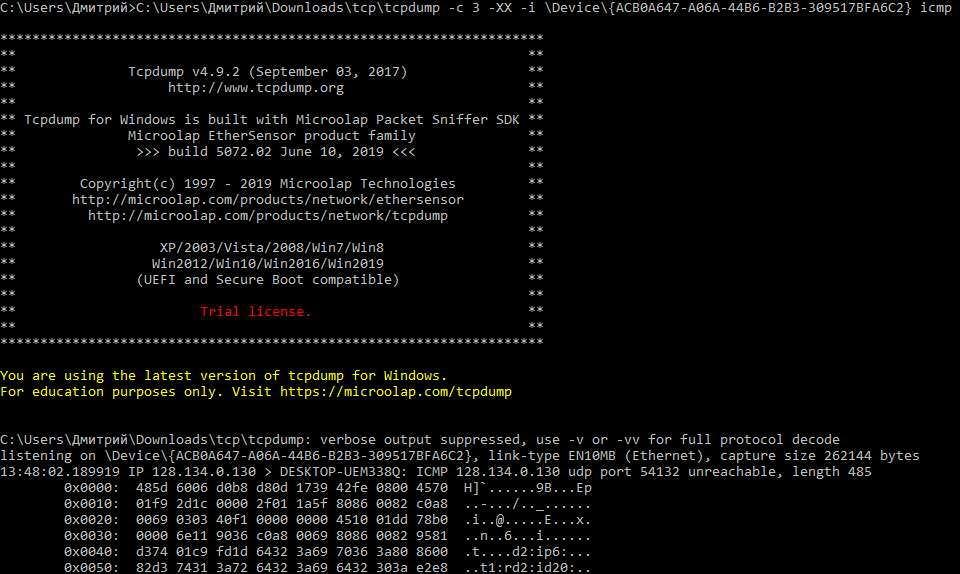 C:\Users\Дмитрий>C:\Users\Дмитрий\Downloads\tcp\tcpdump -c 3 -XX -i \Device\{ACB0A647-A06A-44B6-B2B3-309517BFA6C2} icmp
********************************************************************
** **
** Tcpdump v4.9.2 (September 03, 2017) **
** http://www.tcpdump.org **
** **
** Tcpdump for Windows is built with Microolap Packet Sniffer SDK **
** Microolap EtherSensor product family **
** >>> build 5072.02 June 10, 2019 <<< **
** **
** Copyright(c) 1997 - 2019 Microolap Technologies **
** http://microolap.com/products/network/ethersensor **
** http://microolap.com/products/network/tcpdump **
** **
** XP/2003/Vista/2008/Win7/Win8 **
** Win2012/Win10/Win2016/Win2019 **
** (UEFI and Secure Boot compatible) **
** **
** Trial license. **
** **
********************************************************************
You are using the latest version of tcpdump for Windows.
For education purposes only. Visit https://microolap.com/tcpdump
C:\Users\Дмитрий\Downloads\tcp\tcpdump: verbose output suppressed, use -v or -vv for full protocol decode
listening on \Device\{ACB0A647-A06A-44B6-B2B3-309517BFA6C2}, link-type EN10MB (Ethernet), capture size 262144 bytes
13:48:02.189919 IP 128.134.0.130 > DESKTOP-UEM338Q: ICMP 128.134.0.130 udp port 54132 unreachable, length 485
0x0000: 485d 6006 d0b8 d80d 1739 42fe 0800 4570 H]`......9B...Ep
0x0010: 01f9 2d1c 0000 2f01 1a5f 8086 0082 c0a8 ..-.../.._......
0x0020: 0069 0303 40f1 0000 0000 4510 01dd 78b0 .i..@.....E...x.
0x0030: 0000 6e11 9036 c0a8 0069 8086 0082 9581 ..n..6...i......
0x0040: d374 01c9 fd1d 6432 3a69 7036 3a80 8600 .t....d2:ip6:...
0x0050: 82d3 7431 3a72 6432 3a69 6432 303a e2e8 ..t1:rd2:id20:..